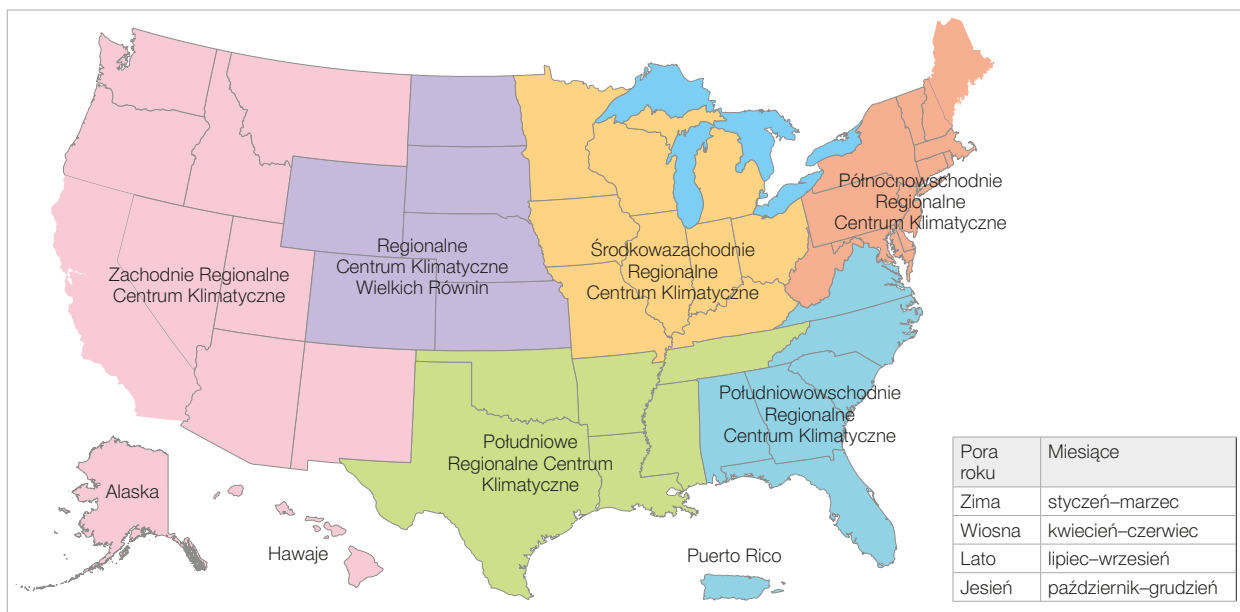 Północnowschodnie
Regionalne
Centrum Klimatyczne
Regionalne
Centrum Klimatyczne
Wielkich Równin
Środkowazachodnie
Regionalne
Centrum Klimatyczne
Zachodnie Regionalne
Centrum Klimatyczne
Południowowschodnie
Regionalne
Centrum Klimatyczne
Południowe
Regionalne Centrum
Klimatyczne
Alaska
Hawaje
Puerto Rico
Pora roku Miesiące
Zima styczeń–marzec
Wiosna kwiecień–czerwiec
Lato lipiec–wrzesień
Jesień październik–grudzień